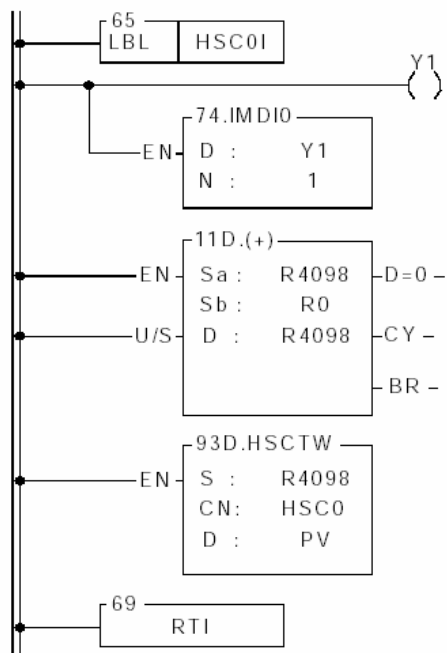 65
LBL HSC0I
Y1
( )
74.IMDI0
EN D : Y1
N : 1
11D.(+)
EN Sa : R4098 D=0
Sb : R0
U/S D : R4098 CY
BR
93D.HSCTW
EN S : R4098
CN: HSC0
D : PV
69
RTI